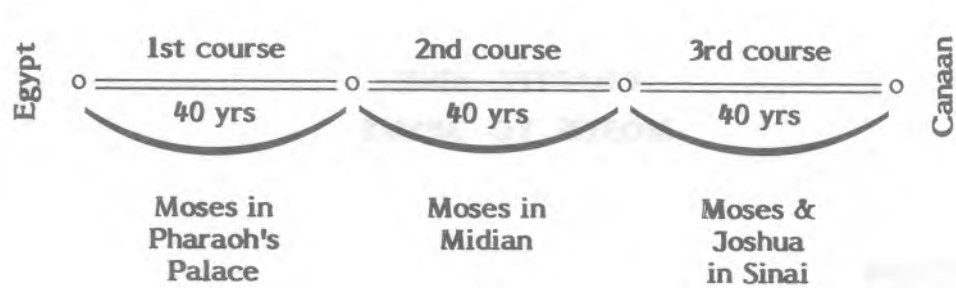 Egypt
1st course
2nd course
3rd course
40 yrs
40 yrs
40 yrs
Canaan
Moses in
Pharaoh's
Palace
Moses in
Midian
Moses &
Joshua
in Sinai